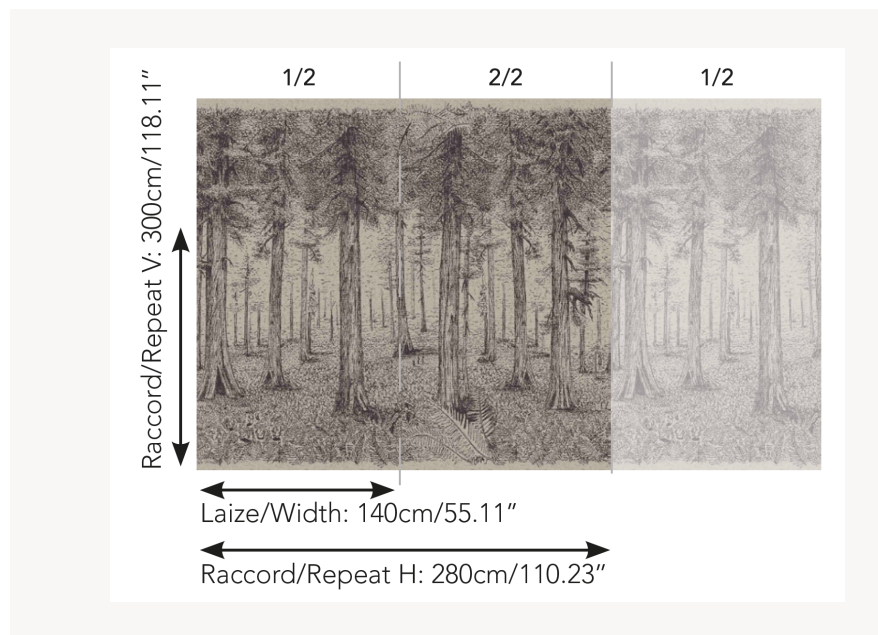 1/2
2/2
1/2
Raccord/Repeat V: 300cm/118.11”
Laize/Width: 140cm/55.11”
Raccord/Repeat H: 280cm/110.23”